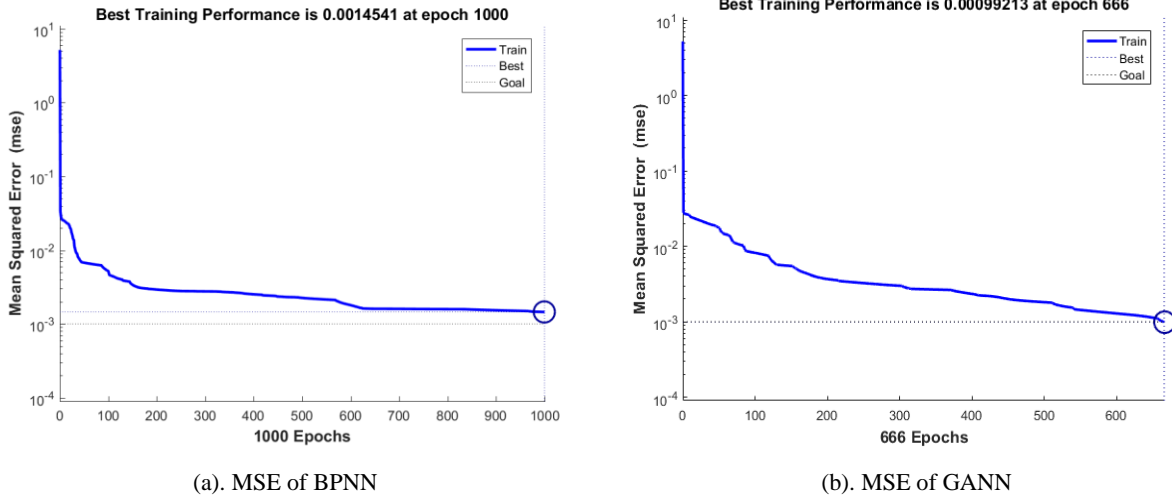 Best Training Performance is 0.0014541 at epoch 1000
Mean Squared Error (mse)
10^1
10^0
10^-1
10^-2
10^-3
10^-4
Train
Best
Goal
0 100 200 300 400 500 600 700 800 900 1000
1000 Epochs
(a). MSE of BPNN
Best Training Performance is 0.00099213 at epoch 666
Mean Squared Error (mse)
10^1
10^0
10^-1
10^-2
10^-3
10^-4
Train
Best
Goal
0 100 200 300 400 500 600
666 Epochs
(b). MSE of GANN